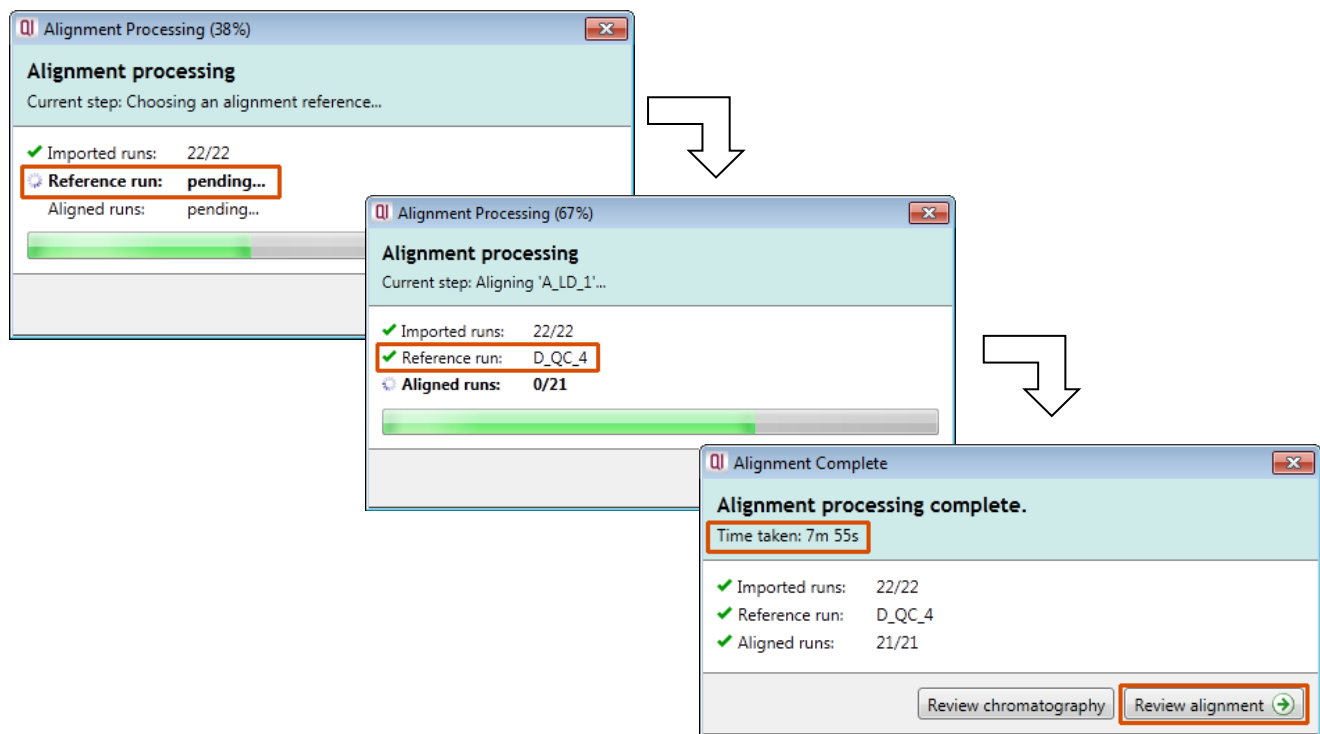 QI Alignment Processing (38%)
Alignment processing
Current step: Choosing an alignment reference...
Imported runs: 22/22
Reference run: pending...
Aligned runs: pending...
QI Alignment Processing (67%)
Alignment processing
Current step: Aligning 'A_LD_1'...
Imported runs: 22/22
Reference run: D_QC_4
Aligned runs: 0/21
QI Alignment Complete
Alignment processing complete.
Time taken: 7m 55s
Imported runs: 22/22
Reference run: D_QC_4
Aligned runs: 21/21
Review chromatography Review alignment